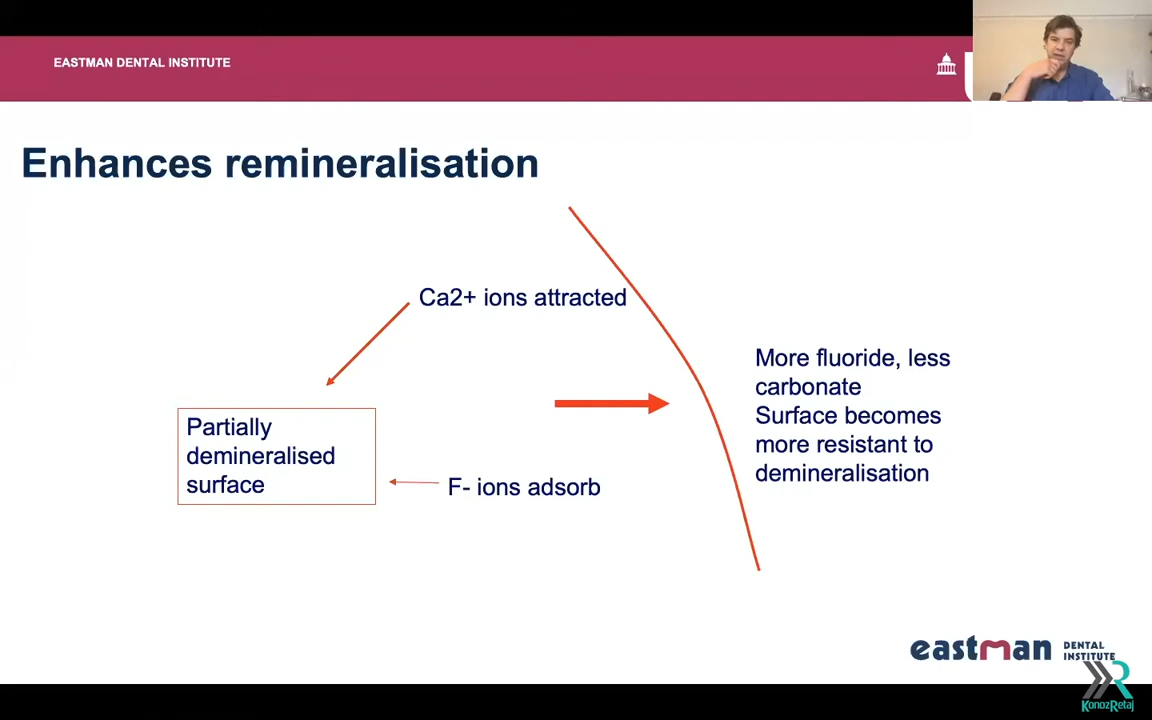 EASTMAN DENTAL INSTITUTE
Enhances remineralisation
Ca2+ ions attracted
More fluoride, less
carbonate
Surface becomes
more resistant to
demineralisation
Partially
demineralised
surface
F- ions adsorb
eastman DENTAL
INSTITUTE
KonozRetaj